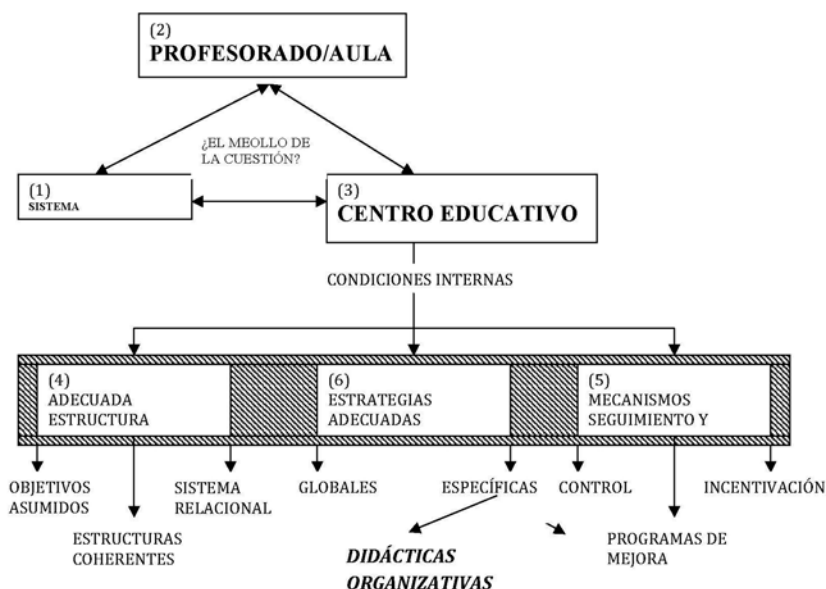 (2)
PROFESORADO/AULA
¿EL MEOLLO DE
LA CUESTIÓN?
(1)
SISTEMA
(3)
CENTRO EDUCATIVO
CONDICIONES INTERNAS
(4)
ADECUADA
ESTRUCTURA
(6)
ESTRATEGIAS
ADECUADAS
(5)
MECANISMOS
SEGUIMIENTO Y
OBJETIVOS
ASUMIDOS
SISTEMA
RELACIONAL
GLOBALES
ESPECÍFICAS
CONTROL
INCENTIVACIÓN
ESTRUCTURAS
COHERENTES
DIDÁCTICAS
ORGANIZATIVAS
PROGRAMAS DE
MEJORA